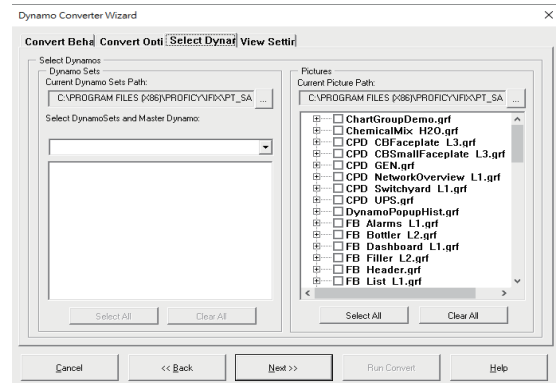 Dynamo Converter Wizard
Convert Beha Convert Opti Select Dynar View Settir
Select Dynamos
Dynamo Sets
Current Dynamo Sets Path:
C:\PROGRAM FILES (X86)\PROFICY\IFIX\PT_SA ...
Select DynamoSets and Master Dynamo:
Select All Clear All
Pictures
Current Picture Path:
C:\PROGRAM FILES (X86)\PROFICY\IFIX\PT_SA ...
ChartGroupDemo.grf
ChemicalMix H2O.grf
CPD CBFaceplate L3.grf
CPD CBSmallFaceplate L3.grf
CPD GEN.grf
CPD NetworkOverview L1.grf
CPD Switchyard L1.grf
CPD UPS.grf
DynamoPopupHist.grf
FB Alarms L1.grf
FB Bottler L2.grf
FB Dashboard L1.grf
FB Filler L2.grf
FB Header.grf
FB List L1.grf
Select All Clear All
Cancel << Back Next >> Run Convert Help